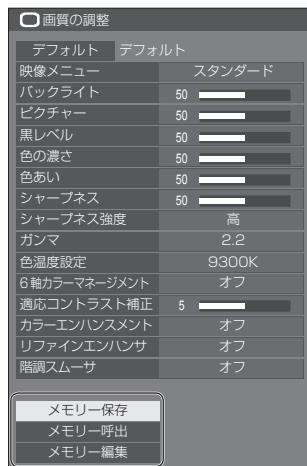 画質の調整
デフォルト デフォルト
映像メニュー スタンダード
バックライト 50
ピクチャー 50
黒レベル 50
色の濃さ 50
色あい 50
シャープネス 50
シャープネス強度 高
ガンマ 2.2
色温度設定 9300K
6軸カラーマネージメント オフ
適応コントラスト補正 5
カラーエンハンスメント オフ
リファインエンハンサ オフ
階調スムーサ オフ
メモリー保存
メモリー呼出
メモリー編集